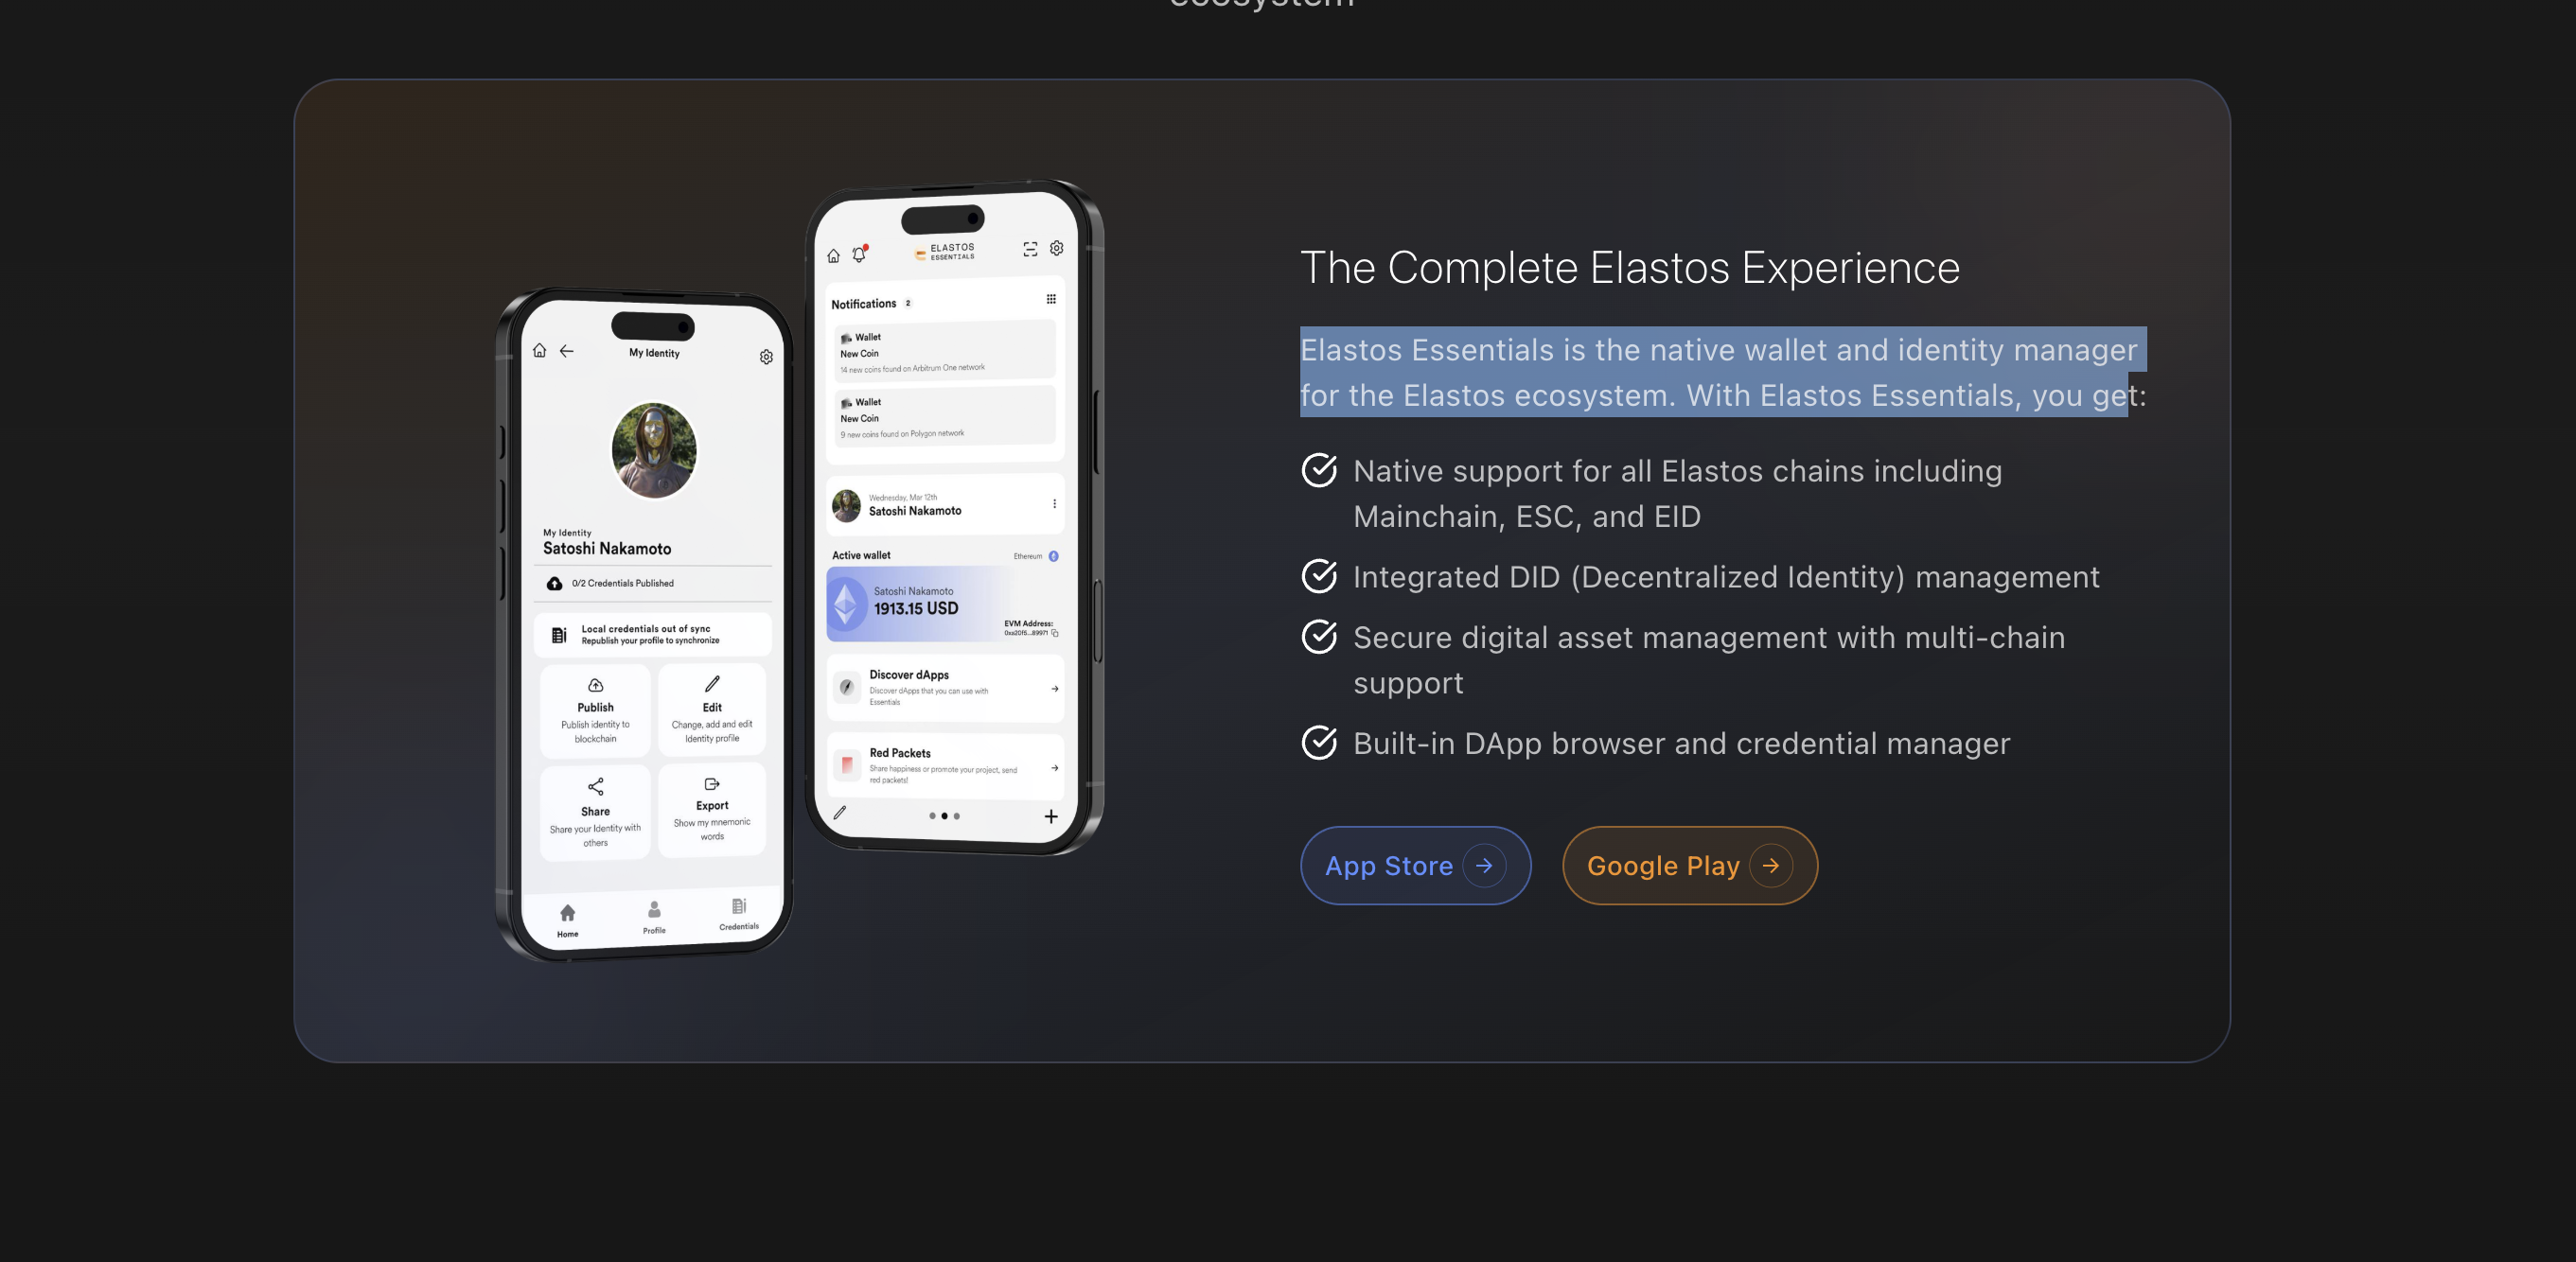 The Complete Elastos Experience
Elastos Essentials is the native wallet and identity manager
for the Elastos ecosystem. With Elastos Essentials, you get:
Native support for all Elastos chains including
Mainchain, ESC, and EID
Integrated DID (Decentralized Identity) management
Secure digital asset management with multi-chain
support
Built-in DApp browser and credential manager
App Store
Google Play
My Identity
My Identity
Satoshi Nakamoto
0/2 Credentials Published
Local credentials out of sync
Republish your profile to synchronize
Publish
Publish identity to
blockchain
Edit
Change, add and edit
Identity profile
Share
Share your Identity with
others
Export
Show my mnemonic
words
Home
Profile
Credentials
ELASTOS
ESSENTIALS
Notifications 2
Wallet
New Coin
14 new coins found on Arbitrum One network
Wallet
New Coin
9 new coins found on Polygon network
Wednesday, Mar 12th
Satoshi Nakamoto
Active wallet
Ethereum
Satoshi Nakamoto
1913.15 USD
EVM Address:
Discover dApps
Discover dApps that you can use with
Essentials
Red Packets
Share happiness or promote your project, send
red packets!